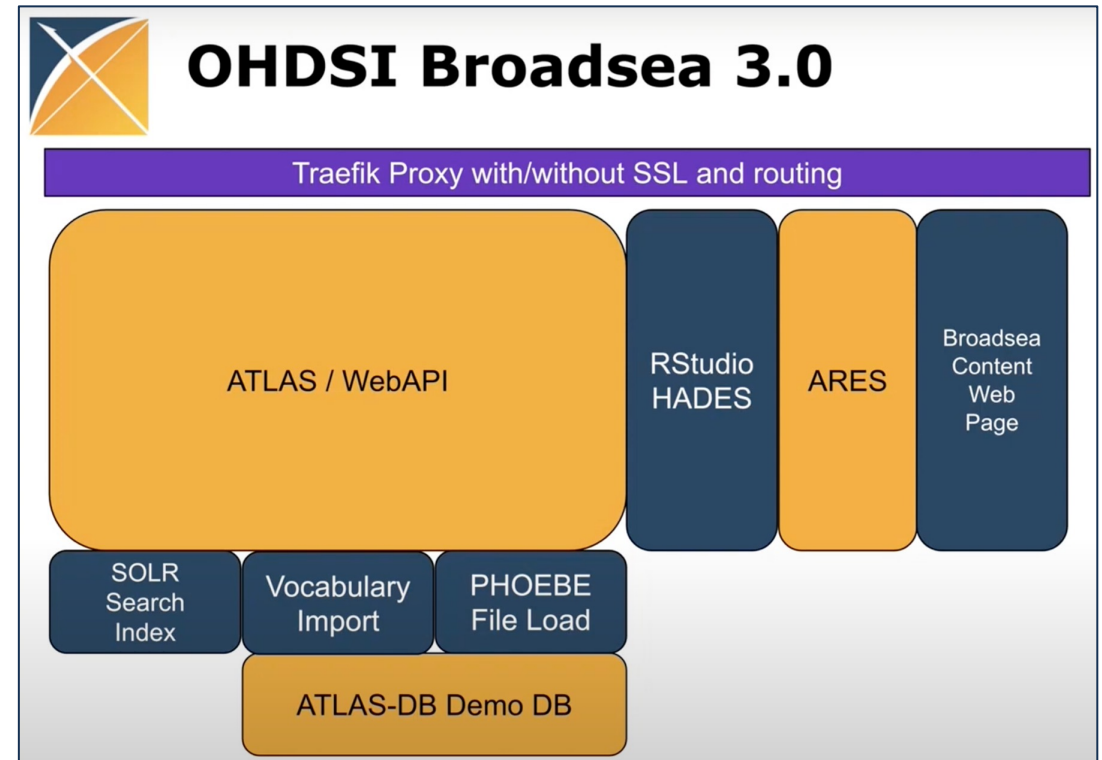 OHDSI Broadsea 3.0
Traefik Proxy with/without SSL and routing
ATLAS / WebAPI
RStudio
HADES
ARES
Broadsea
Content
Web
Page
SOLR
Search
Index
Vocabulary
Import
PHOEBE
File Load
ATLAS-DB Demo DB